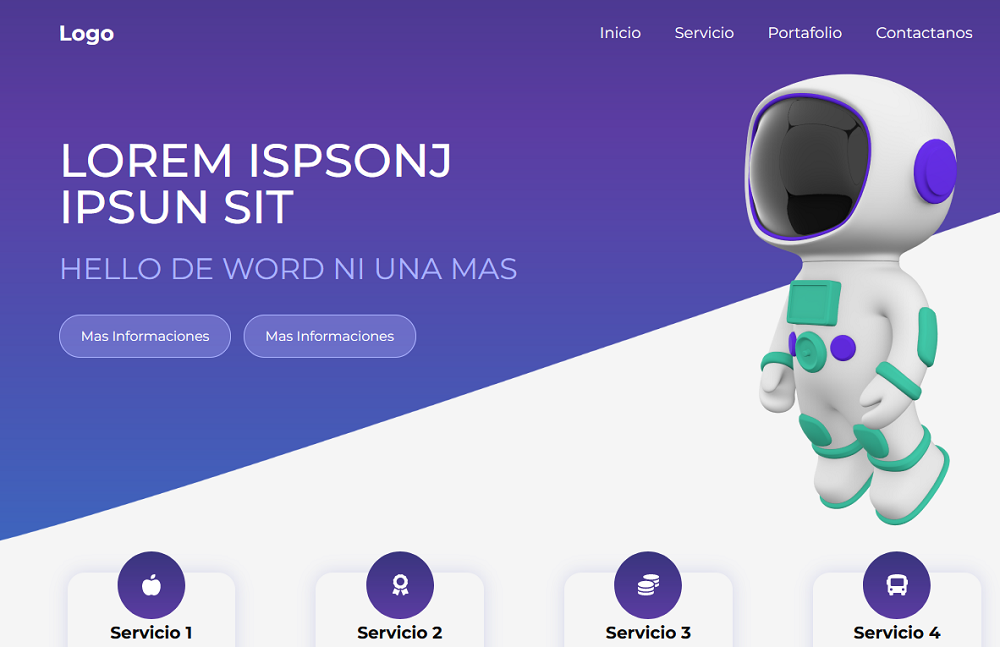 Logo
Inicio Servicio Portafolio Contactanos
LOREM ISPSONJ
IPSUN SIT
HELLO DE WORD NI UNA MAS
Mas Informaciones Mas Informaciones
Servicio 1 Servicio 2 Servicio 3 Servicio 4